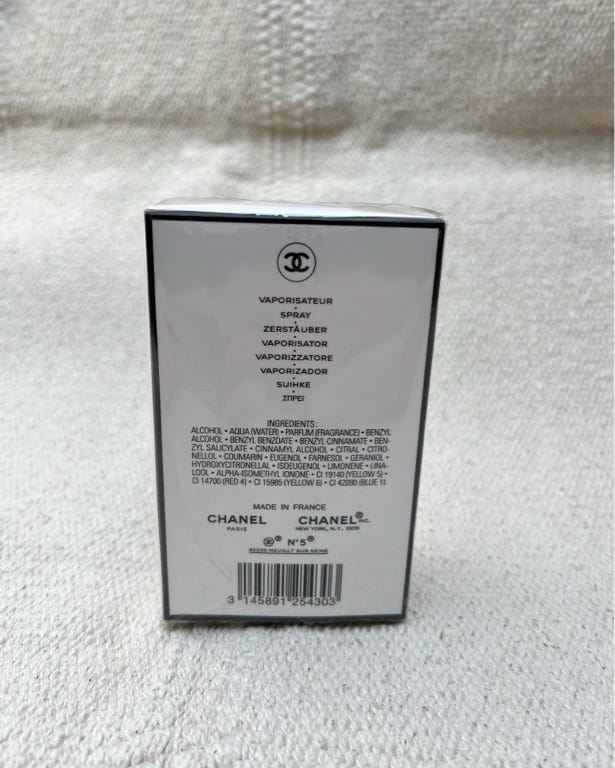 VAPORISATEUR
SPRAY
ZERSTÄUBER
VAPORISATOR
VAPORIZZATORE
VAPORIZADOR
SUIHKE
ΣΠΡΕΪ
INGREDIENTS:
ALCOHOL • AQUA (WATER) • PARFUM (FRAGRANCE) • BENZYL
ALCOHOL • BENZYL BENZOATE • BENZYL CINNAMATE • BEN-
ZYL SALICYLATE • CINNAMYL ALCOHOL • CITRAL • CITRO-
NELLOL • COUMARIN • EUGENOL • FARNESOL • GERANIOL •
HYDROXYCITRONELLAL • ISOEUGENOL • LIMONENE • LINA-
LOOL • ALPHA-ISOMETHYL IONONE • CI 19140 (YELLOW 5) •
CI 14700 (RED 4) • CI 15985 (YELLOW 6) • CI 42090 (BLUE 1).
MADE IN FRANCE
CHANEL CHANEL® INC.
PARIS NEW YORK, N.Y. 10019
® N°5®
92200 NEUILLY SUR SEINE
3 145891 254303